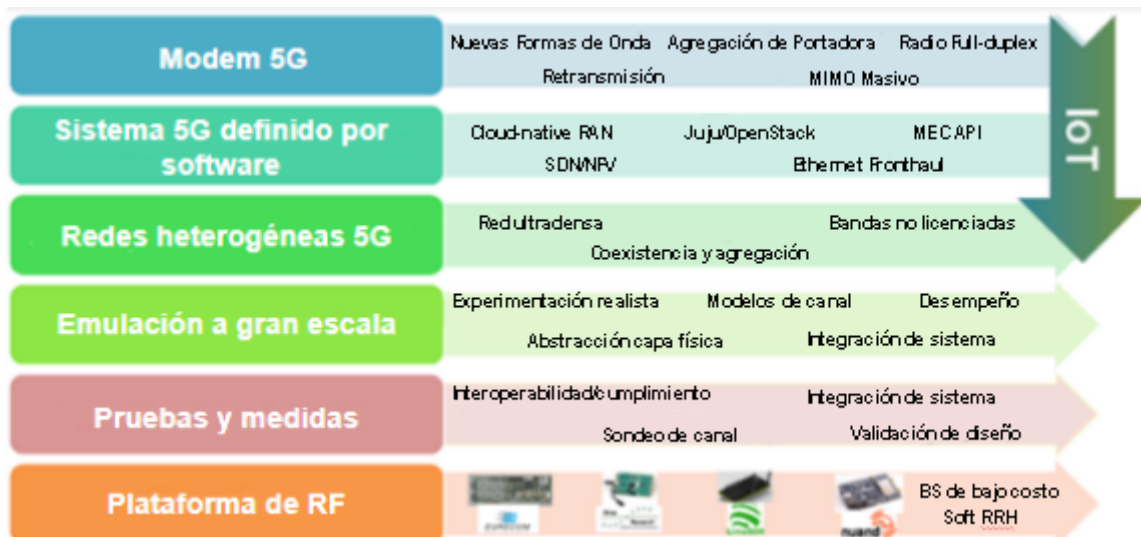 Modem 5G
Nuevas Formas de Onda Agregación de Portadora Radio Full-duplex
Retransmisión MIMO Masivo
Sistema 5G definido por
software
Cloud-native RAN Juju/OpenStack MEC API
SDN/NFV Ethernet Fronthaul
Redes heterogéneas 5G
Red ultradensa Bandas no licenciadas
Coexistencia y agregación
Emulación a gran escala
Experimentación realista Modelos de canal Desempeño
Abstracción capa física Integración de sistema
Pruebas y medidas
Interoperabilidad/cumplimiento Integración de sistema
Sondeo de canal Validación de diseño
Plataforma de RF
EURECOM
nuand
BS de bajo costo
Soft RRH
IoT